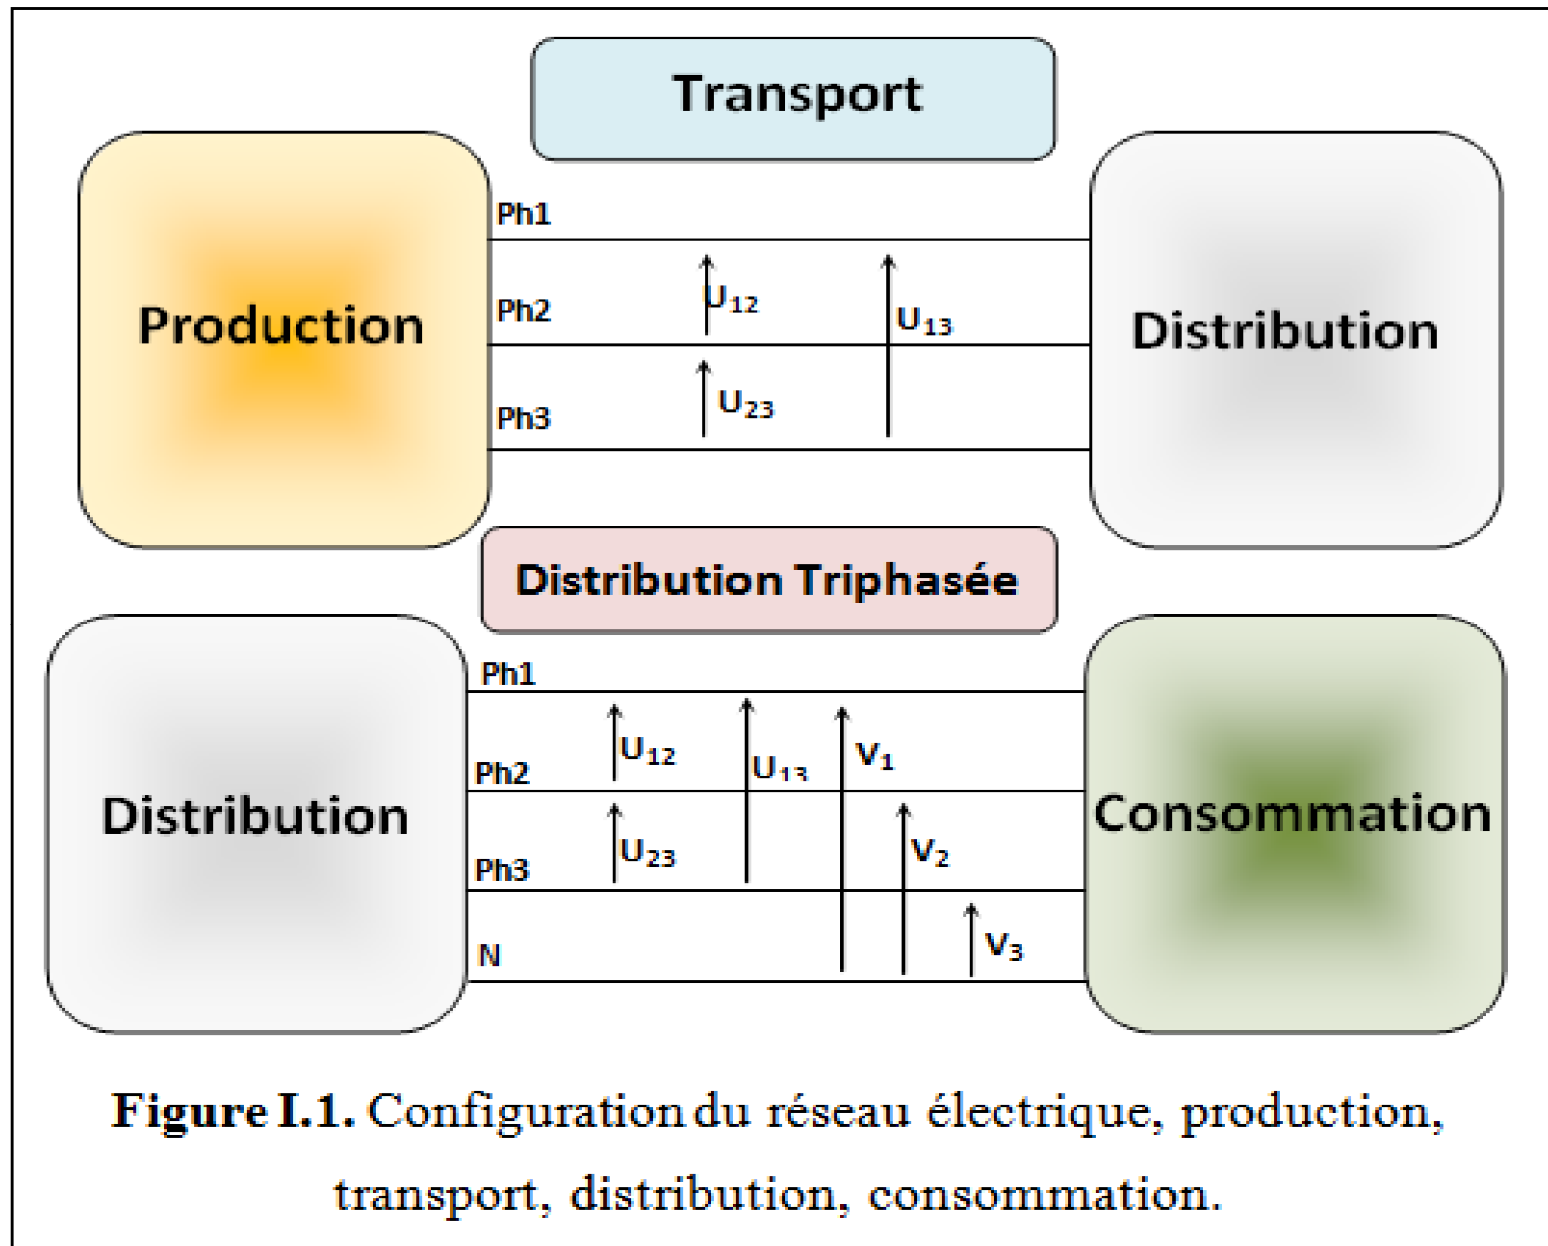 Transport
Ph1
Production
Ph2
U12
U13
Distribution
Ph3
U23
Distribution Triphasée
Ph1
Ph2
U12
U13
V1
Distribution
Consommation
Ph3
U23
V2
N
V3
Figure I.1. Configuration du réseau électrique, production,
transport, distribution, consommation.